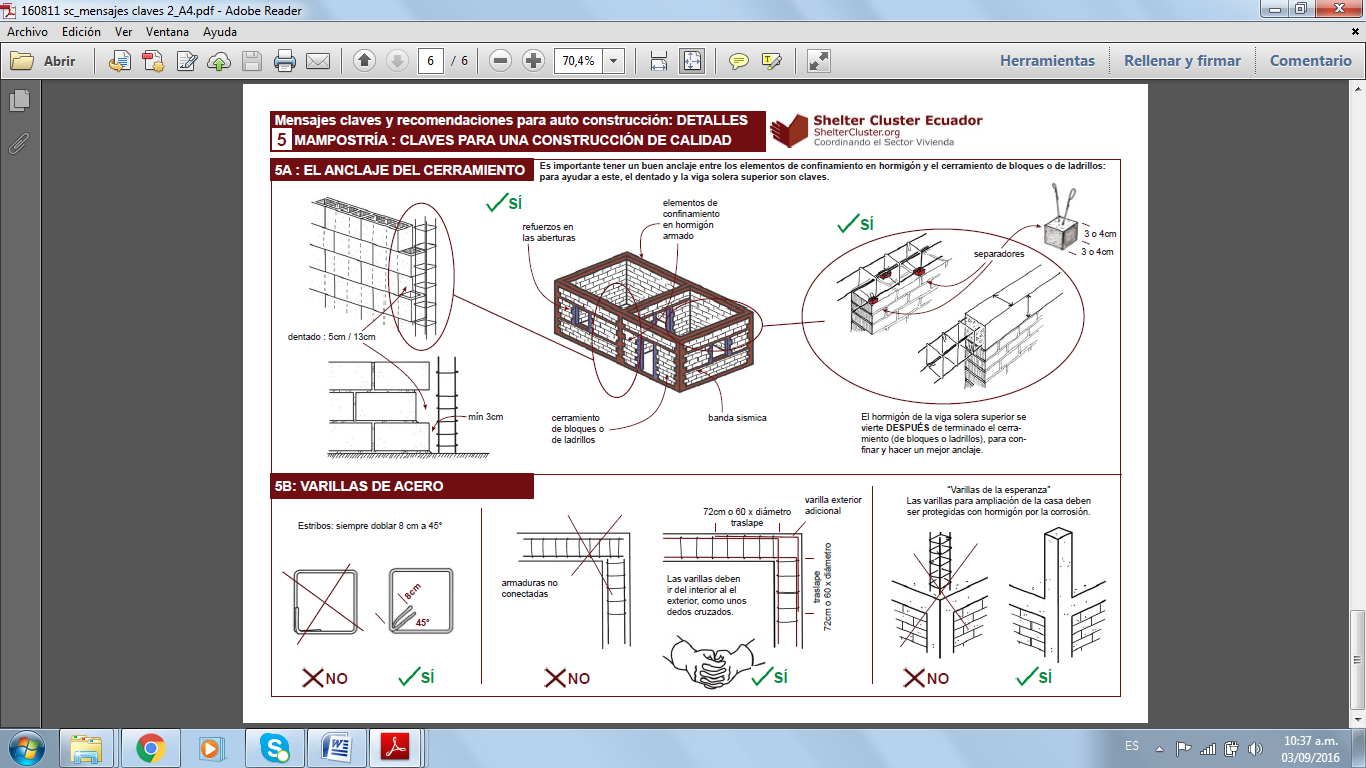 160811 sc_mensajes claves 2_A4.pdf - Adobe Reader
Archivo Edición Ver Ventana Ayuda
Abrir
6 / 6
70,4%
Herramientas
Rellenar y firmar
Comentario
Mensajes claves y recomendaciones para auto construcción: DETALLES
5 MAMPOSTRÍA : CLAVES PARA UNA CONSTRUCCIÓN DE CALIDAD
Shelter Cluster Ecuador
ShelterCluster.org
Coordinando el Sector Vivienda
5A : EL ANCLAJE DEL CERRAMIENTO
Es importante tener un buen anclaje entre los elementos de confinamiento en hormigón y el cerramiento de bloques o de ladrillos:
para ayudar a este, el dentado y la viga solera superior son claves.
SÍ
refuerzos en
las aberturas
elementos de
confinamiento
en hormigón
armado
SÍ
separadores
3 o 4cm
3 o 4cm
dentado : 5cm / 13cm
mín 3cm
cerramiento
de bloques o
de ladrillos
banda sismica
El hormigón de la viga solera superior se
vierte DESPUÉS de terminado el cerra-
miento (de bloques o ladrillos), para con-
finar y hacer un mejor anclaje.
5B: VARILLAS DE ACERO
Estribos: siempre doblar 8 cm a 45°
8cm
45°
NO
SÍ
armaduras no
conectadas
NO
72cm o 60 x diámetro
traslape
varilla exterior
adicional
Las varillas deben
ir del interior al el
exterior, como unos
dedos cruzados.
traslape
72cm o 60 x diámetro
SÍ
“Varillas de la esperanza”
Las varillas para ampliación de la casa deben
ser protegidas con hormigón por la corrosión.
NO
SÍ
ES
10:37 a.m.
03/09/2016